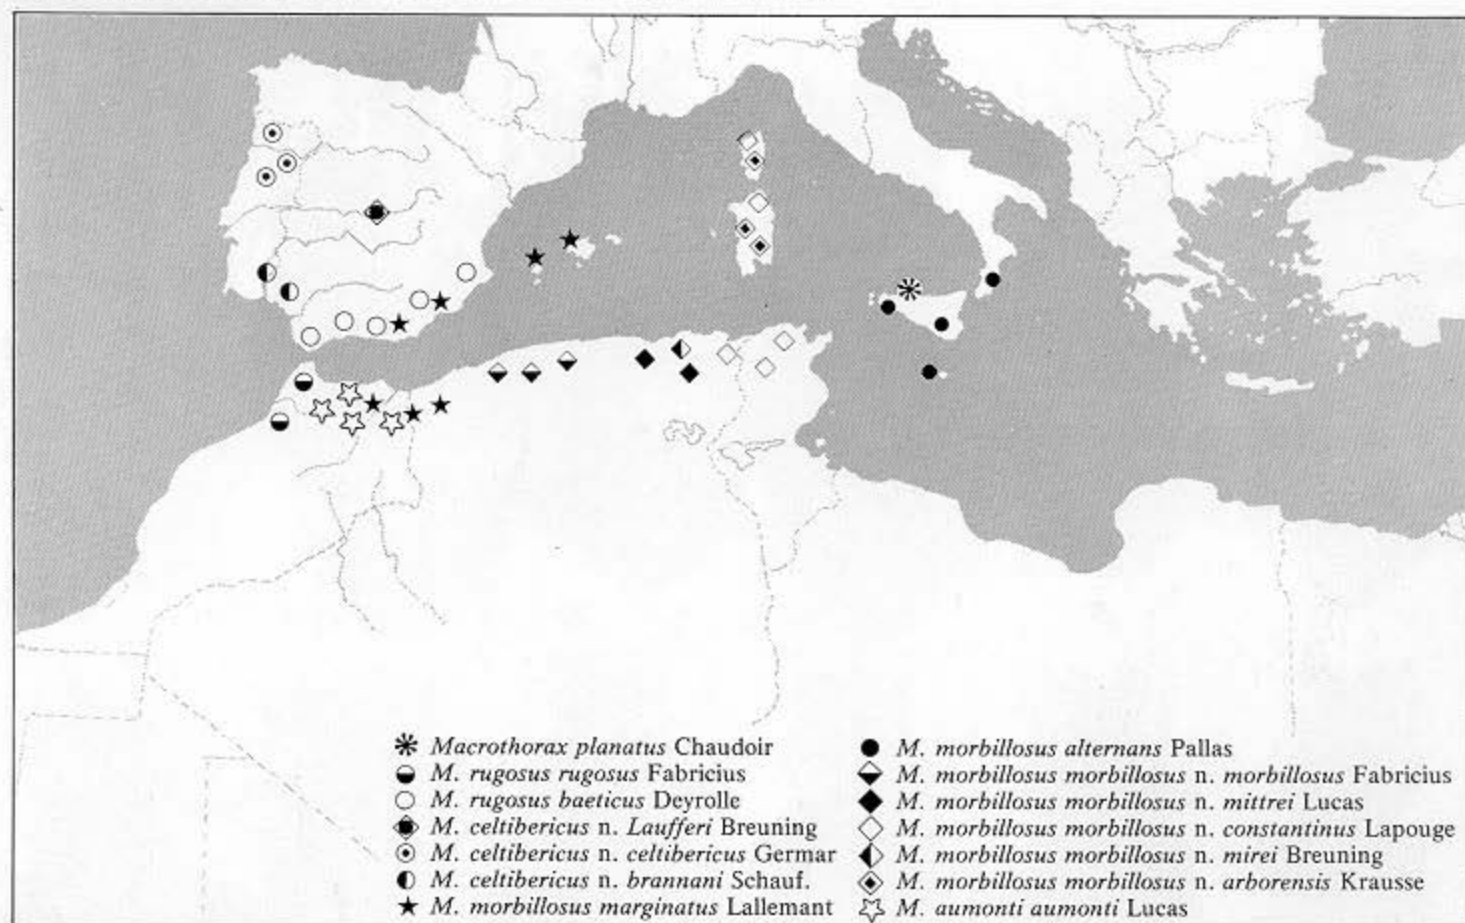 Macrothorax planatus Chaudoir
M. rugosus rugosus Fabricius
M. rugosus baeticus Deyrolle
M. celtibericus n. Laufferi Breuning
M. celtibericus n. celtibericus Germar
M. celtibericus n. brannani Schauf.
M. morbillosus marginatus Lallemant
M. morbillosus alternans Pallas
M. morbillosus morbillosus n. morbillosus Fabricius
M. morbillosus morbillosus n. mittrei Lucas
M. morbillosus morbillosus n. constantinus Lapouge
M. morbillosus morbillosus n. mirei Breuning
M. morbillosus morbillosus n. arborensis Krausse
M. aumonti aumonti Lucas